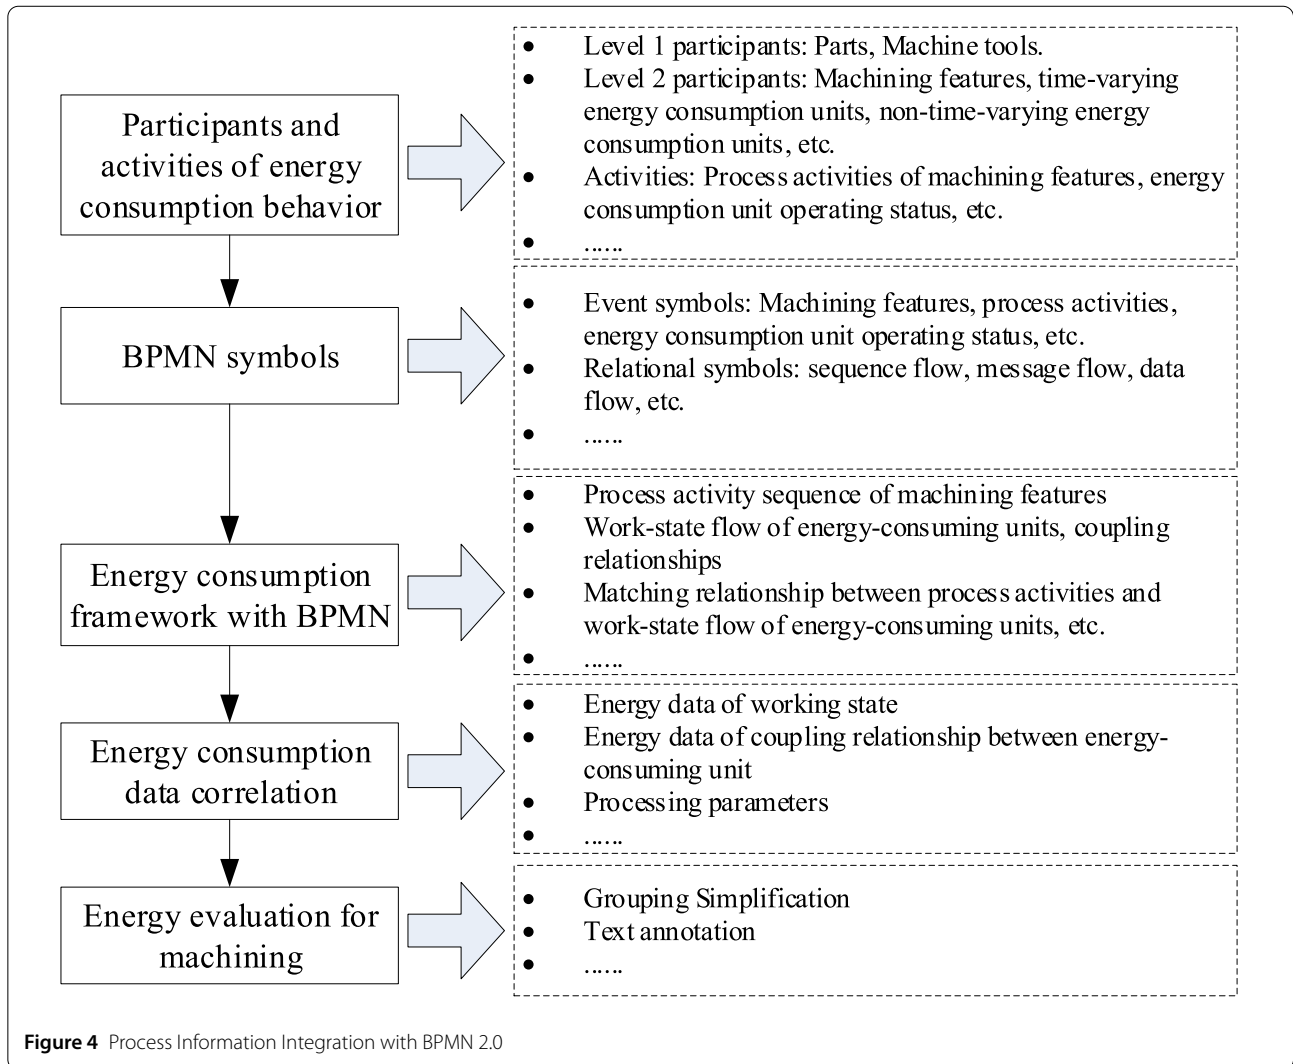 Participants and
activities of energy
consumption behavior
• Level 1 participants: Parts, Machine tools.
• Level 2 participants: Machining features, time-varying
energy consumption units, non-time-varying energy
consumption units, etc.
• Activities: Process activities of machining features, energy
consumption unit operating status, etc.
• ......
BPMN symbols
• Event symbols: Machining features, process activities,
energy consumption unit operating status, etc.
• Relational symbols: sequence flow, message flow, data
flow, etc.
• ......
Energy consumption
framework with BPMN
• Process activity sequence of machining features
• Work-state flow of energy-consuming units, coupling
relationships
• Matching relationship between process activities and
work-state flow of energy-consuming units, etc.
• ......
Energy consumption
data correlation
• Energy data of working state
• Energy data of coupling relationship between energy-
consuming unit
• Processing parameters
• ......
Energy evaluation for
machining
• Grouping Simplification
• Text annotation
• ......
Figure 4 Process Information Integration with BPMN 2.0